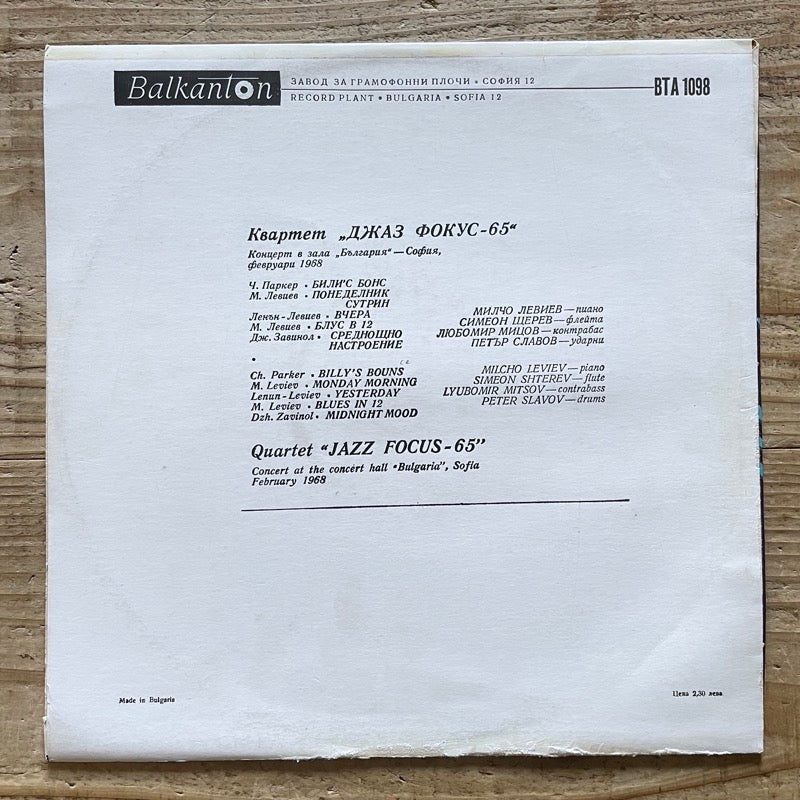 Balkanton
ЗАВОД ЗА ГРАМОФОННИ ПЛОЧИ • СОФИЯ 12
RECORD PLANT • BULGARIA • SOFIA 12
ВТА 1098
Квартет „ДЖАЗ ФОКУС-65“
Концерт в зала „България“ — София,
февруари 1968
Ч. Паркер • БИЛИ'С БОНС
М. Левиев • ПОНЕДЕЛНИК
СУТРИН
Ленън-Левиев • ВЧЕРА
М. Левиев • БЛУС В 12
Дж. Завинол • СРЕДНОЩНО
НАСТРОЕНИЕ
МИЛЧО ЛЕВИЕВ — пиано
СИМЕОН ЩЕРЕВ — флейта
ЛЮБОМИР МИЦОВ — контрабас
ПЕТЪР СЛАВОВ — ударни
Ch. Parker • BILLY'S BOUNS
M. Leviev • MONDAY MORNING
Lenun-Leviev • YESTERDAY
M. Leviev • BLUES IN 12
Dzh. Zavinol • MIDNIGHT MOOD
MILCHO LEVIEV — piano
SIMEON SHTEREV — flute
LYUBOMIR MITSOV — contrabass
PETER SLAVOV — drums
Quartet “JAZZ FOCUS-65”
Concert at the concert hall “Bulgaria”, Sofia
February 1968
Made in Bulgaria
Цена 2,30 лева